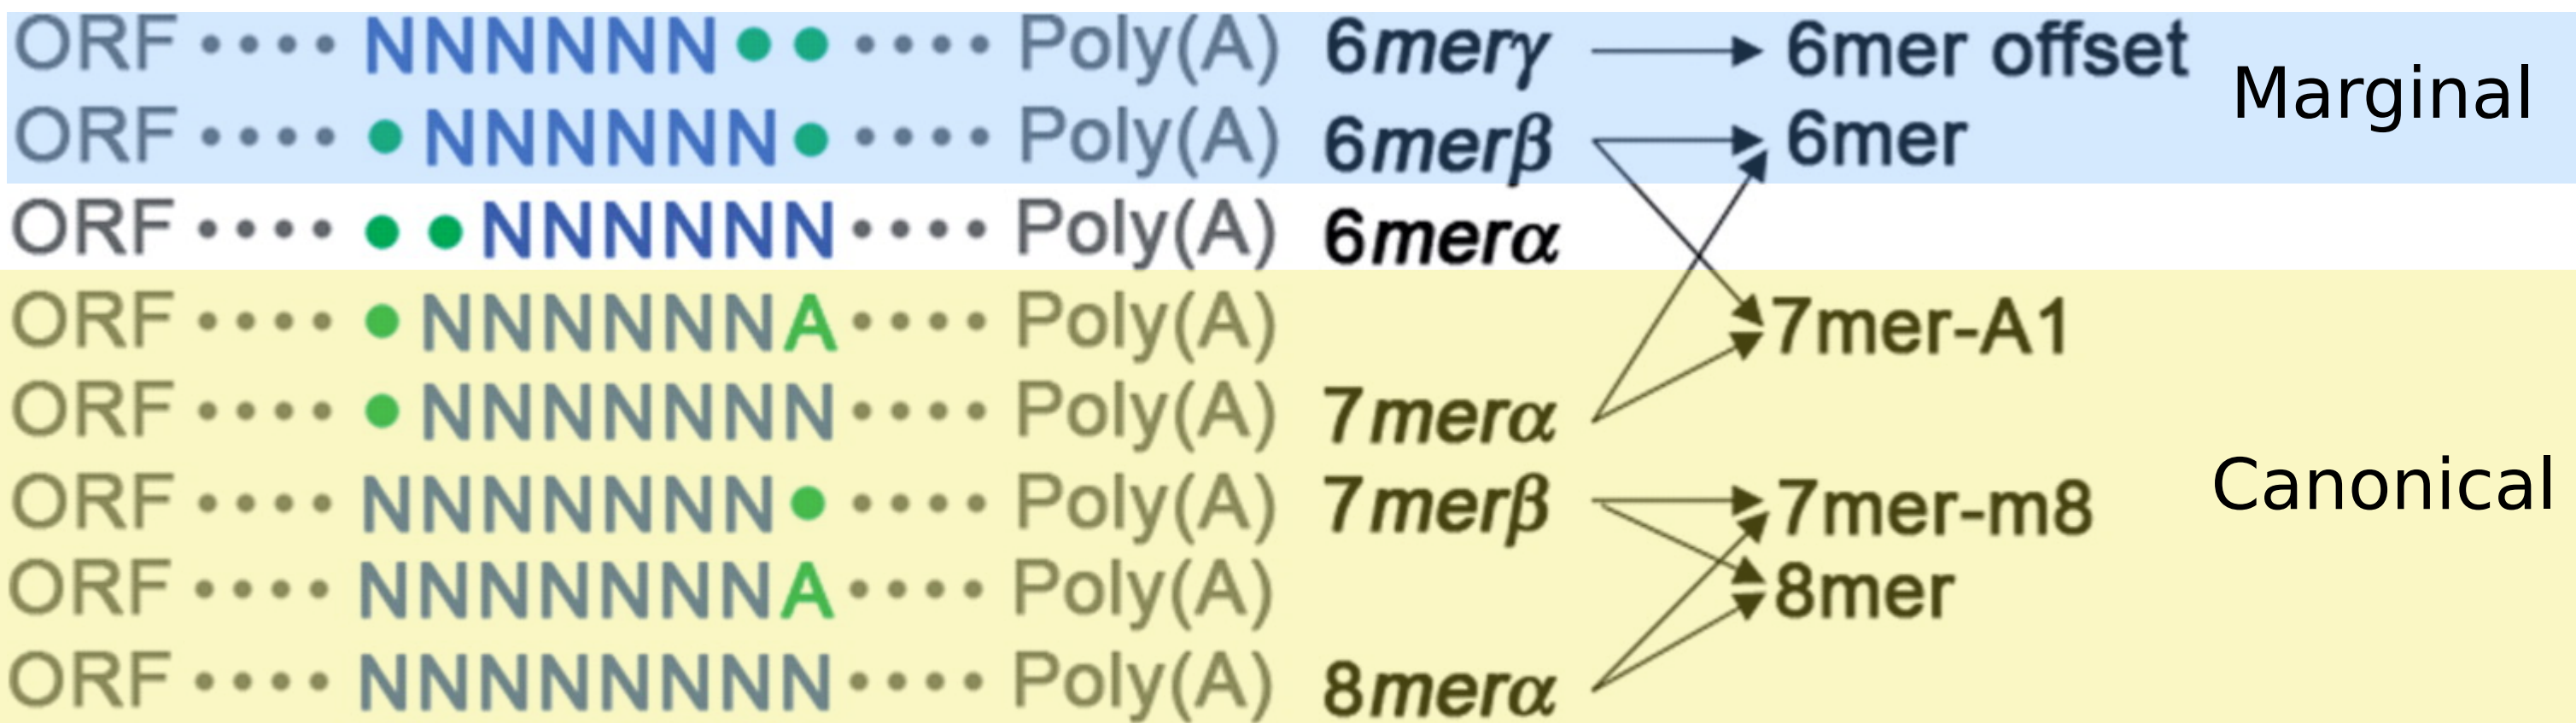 ORF •••• NNNNNN•• •••• Poly(A) 6merγ 6mer offset
Marginal
ORF •••• •NNNNNN• •••• Poly(A) 6merβ 6mer
ORF •••• ••NNNNNN •••• Poly(A) 6merα
ORF •••• •NNNNNNA •••• Poly(A) 7mer-A1
ORF •••• •NNNNNNN •••• Poly(A) 7merα
Canonical
ORF •••• NNNNNNN• •••• Poly(A) 7merβ 7mer-m8
ORF •••• NNNNNNNA •••• Poly(A) 8mer
ORF •••• NNNNNNNN •••• Poly(A) 8merα